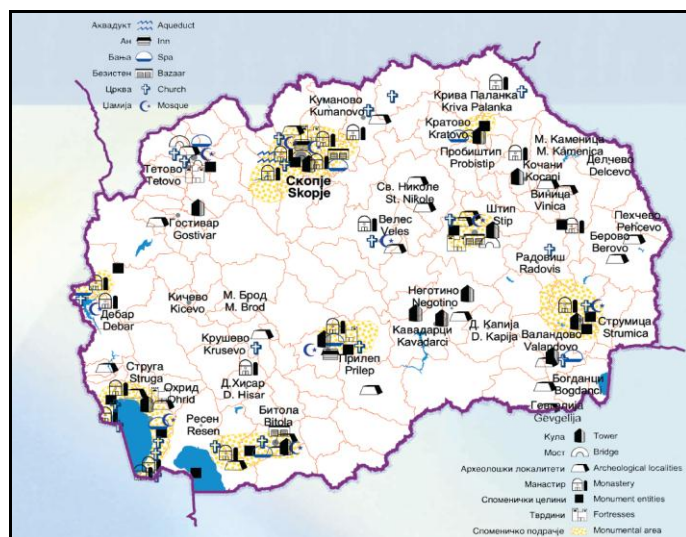 Аквадукт Aqueduct
Ан Inn
Бања Spa
Безистен Bazaar
Црква Church
Џамија Mosque
Куманово
Kumanovo
Крива Паланка
Kriva Palanka
Кратово
Kratovo
Пробиштип
Probistip
М. Каменица
M. Kamenica
Делчево
Delcevo
Кочани
Kocani
Тетово
Tetovo
Скопје
Skopje
Св. Николе
St. Nikole
Виница
Vinica
Гостивар
Gostivar
Велес
Veles
Штип
Stip
Пехчево
Pehcevo
Берово
Berovo
Радовиш
Radovis
Дебар
Debar
Кичево
Kicevo
М. Брод
M. Brod
Неготино
Negotino
Крушево
Krusevo
Прилеп
Prilep
Кавадарци
Kavadarci
Д. Капија
D. Kapija
Струмица
Strumica
Валандово
Valandovo
Струга
Struga
Охрид
Ohrid
Д.Хисар
D. Hisar
Богданци
Bogdanci
Ресен
Resen
Битола
Bitola
Гевгелија
Gevgelija
Кула Tower
Мост Bridge
Археолошки локалитети Archeological localities
Манастир Monastery
Споменички целини Monument entities
Тврдини Fortresses
Споменичко подрачје Monumental area